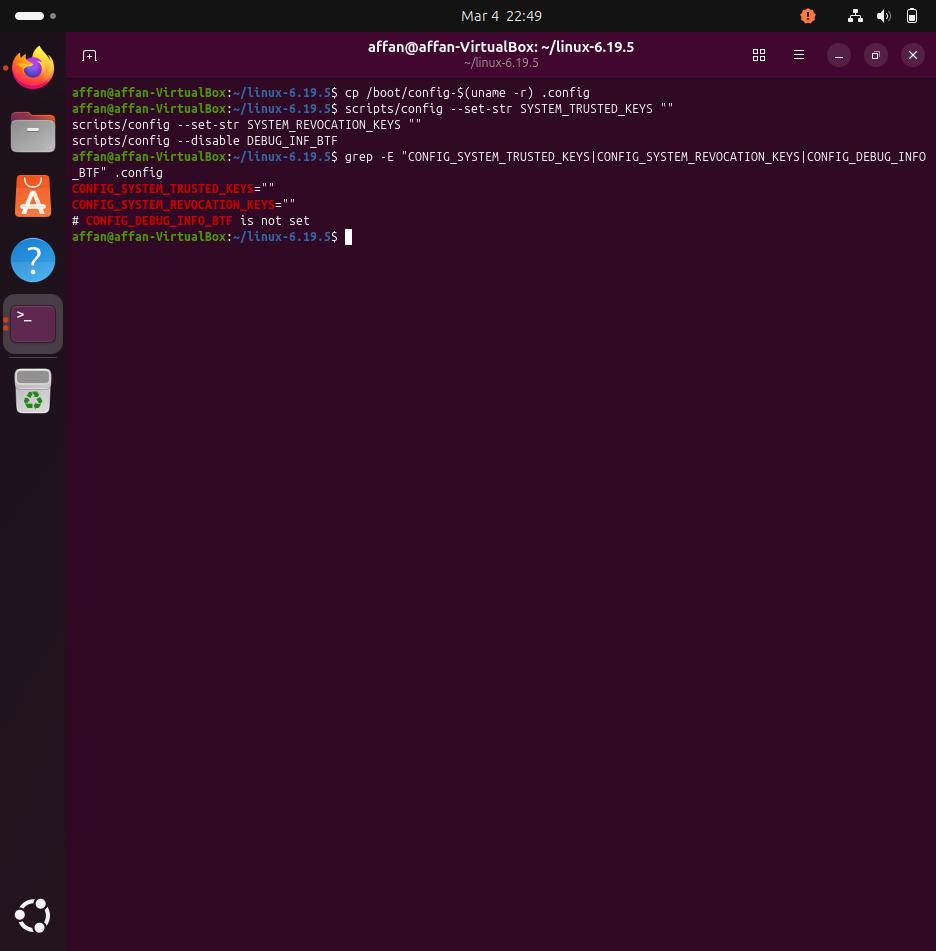 Mar 4 22:49
affan@affan-VirtualBox: ~/linux-6.19.5
~/linux-6.19.5
affan@affan-VirtualBox:~/linux-6.19.5$ cp /boot/config-$(uname -r) .config
affan@affan-VirtualBox:~/linux-6.19.5$ scripts/config --set-str SYSTEM_TRUSTED_KEYS ""
scripts/config --set-str SYSTEM_REVOCATION_KEYS ""
scripts/config --disable DEBUG_INF_BTF
affan@affan-VirtualBox:~/linux-6.19.5$ grep -E "CONFIG_SYSTEM_TRUSTED_KEYS|CONFIG_SYSTEM_REVOCATION_KEYS|CONFIG_DEBUG_INFO
_BTF" .config
CONFIG_SYSTEM_TRUSTED_KEYS=""
CONFIG_SYSTEM_REVOCATION_KEYS=""
# CONFIG_DEBUG_INFO_BTF is not set
affan@affan-VirtualBox:~/linux-6.19.5$